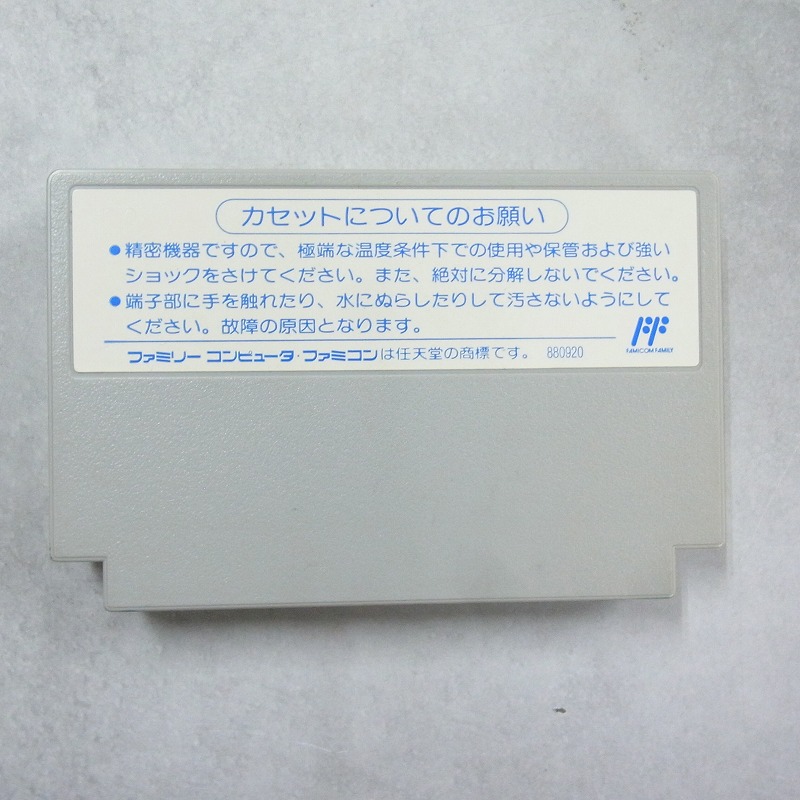 カセットについてのお願い
●精密機器ですので、極端な温度条件下での使用や保管および強い
ショックをさけてください。また、絶対に分解しないでください。
●端子部に手を触れたり、水にぬらしたりして汚さないようにして
ください。故障の原因となります。
FAMICOM FAMILY
ファミリー コンピュータ・ファミコンは任天堂の商標です。 880920